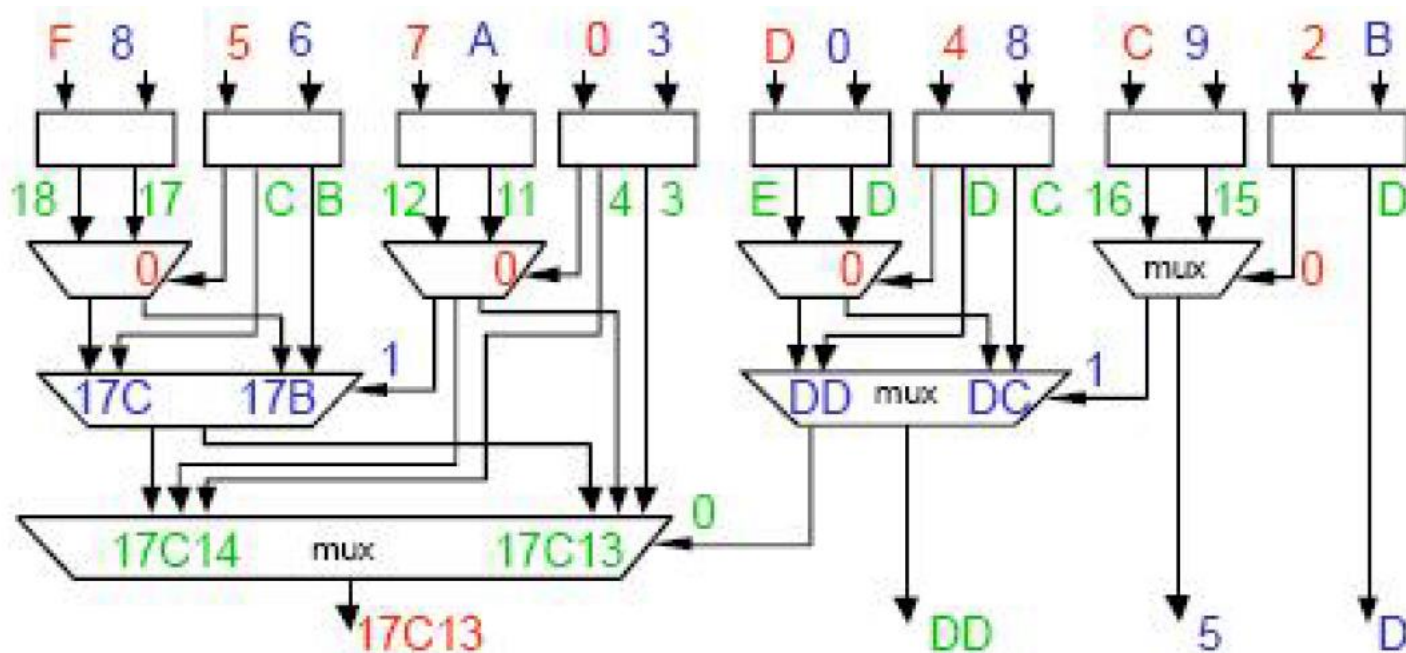 F 8 5 6 7 A 0 3 D 0 4 8 C 9 2 B
18 17 C B 12 11 4 3 E D D C 16 15 D
0 0 0 mux 0
1 1
17C 17B DD mux DC
0
17C14 mux 17C13
17C13 DD 5 D